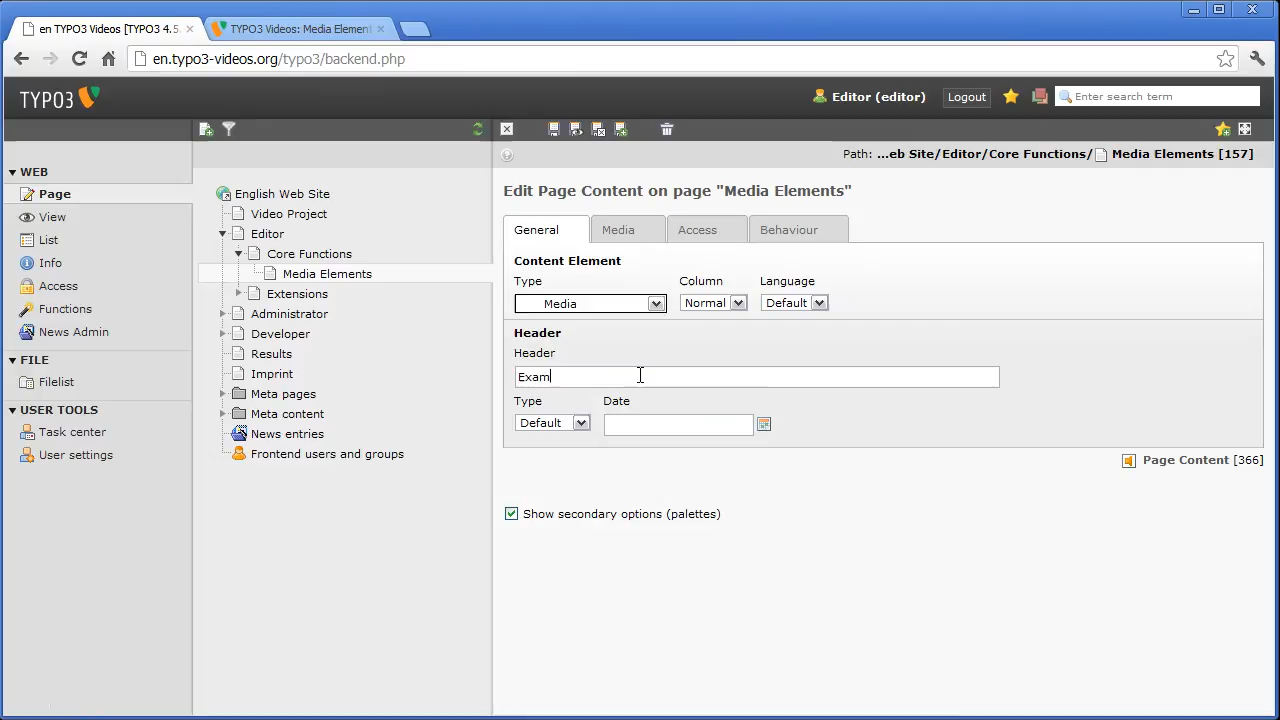 en TYPO3 Videos [TYPO3 4.5.
TYPO3 Videos: Media Element
en.typo3-videos.org/typo3/backend.php
TYPO3
Editor (editor)
Logout
Enter search term
Path: ...eb Site/Editor/Core Functions/ Media Elements [157]
WEB
Page
View
List
Info
Access
Functions
News Admin
FILE
Filelist
USER TOOLS
Task center
User settings
English Web Site
Video Project
Editor
Core Functions
Media Elements
Extensions
Administrator
Developer
Results
Imprint
Meta pages
Meta content
News entries
Frontend users and groups
Edit Page Content on page "Media Elements"
General Media Access Behaviour
Content Element
Type Column Language
Media Normal Default
Header
Header
Exam
Type Date
Default
Page Content [366]
Show secondary options (palettes)